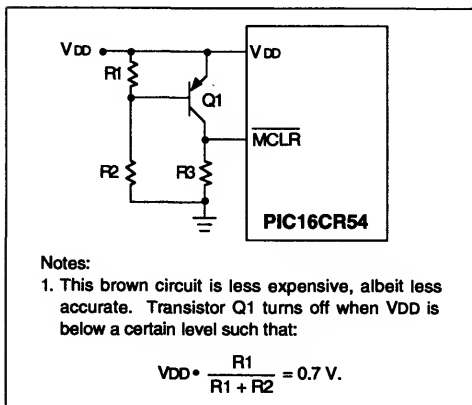 VDD
VDD
R1
Q1
MCLR
R2
R3
PIC16CR54
Notes:
1. This brown circuit is less expensive, albeit less
accurate. Transistor Q1 turns off when VDD is
below a certain level such that:
VDD • R1 / R1 + R2 = 0.7 V.